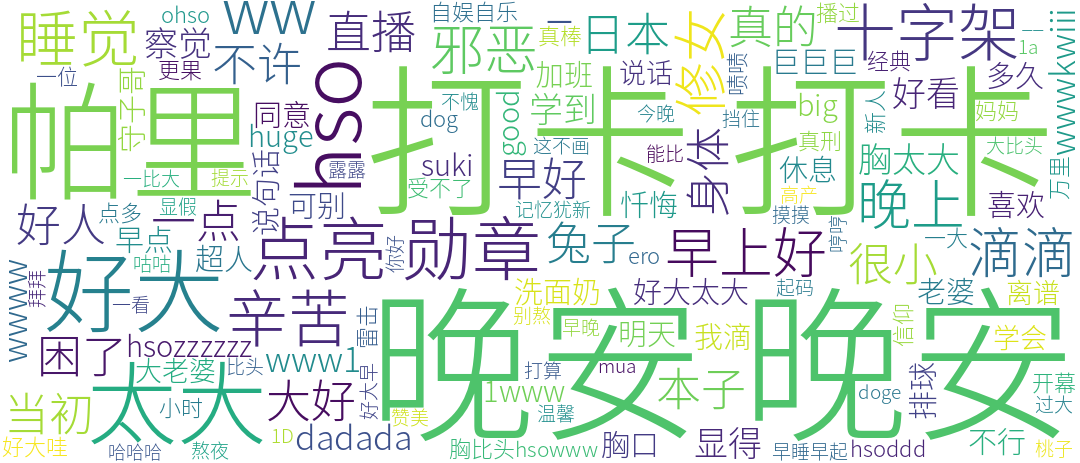 ohso
睡觉
察觉
更果
一位
守子哥
帕里
一比大
提示
显假
点多
ww
不许
直播
hso
同意
huge
说句话
可别
露露
自娱自乐
一
邪恶
不愧
dog
suki
受不了
早好
记忆犹新
打卡打卡
真棒
日本
加班
学到
good
这不画
今晚
能比
忏悔
修女
说话
身体
真的
播过
巨巨巨
啧啧
big
真刑
挡住
休息
高产
摸摸
哼哼
十字架
经典
好看
新人
胸太大
晚上
一大
1a
多久
妈妈
大比头
喜欢
万里
wwwkwiii
滴滴
好人
一点
早点
咕咕
超人
拜拜
wwww
好大
一看
点亮勋章
你好
兔子
ero
早上好
很小
起码
辛苦
困了
hsozzzzzz
比头
雷击
洗面奶
别熬
早晚
好大太大
明天
我滴
老婆
信仰
离谱
学会
晚安晚安
www1
大老婆
太大
小时
大好
好大早
赞美
1www
打算
温馨
mua
本子
doge
排球
开幕
过大
当初
好大哇
哈哈哈
熬夜
1D
dadada
胸比头
hsowww
胸口
显得
早睡早起
hsoddd
不行
桃子